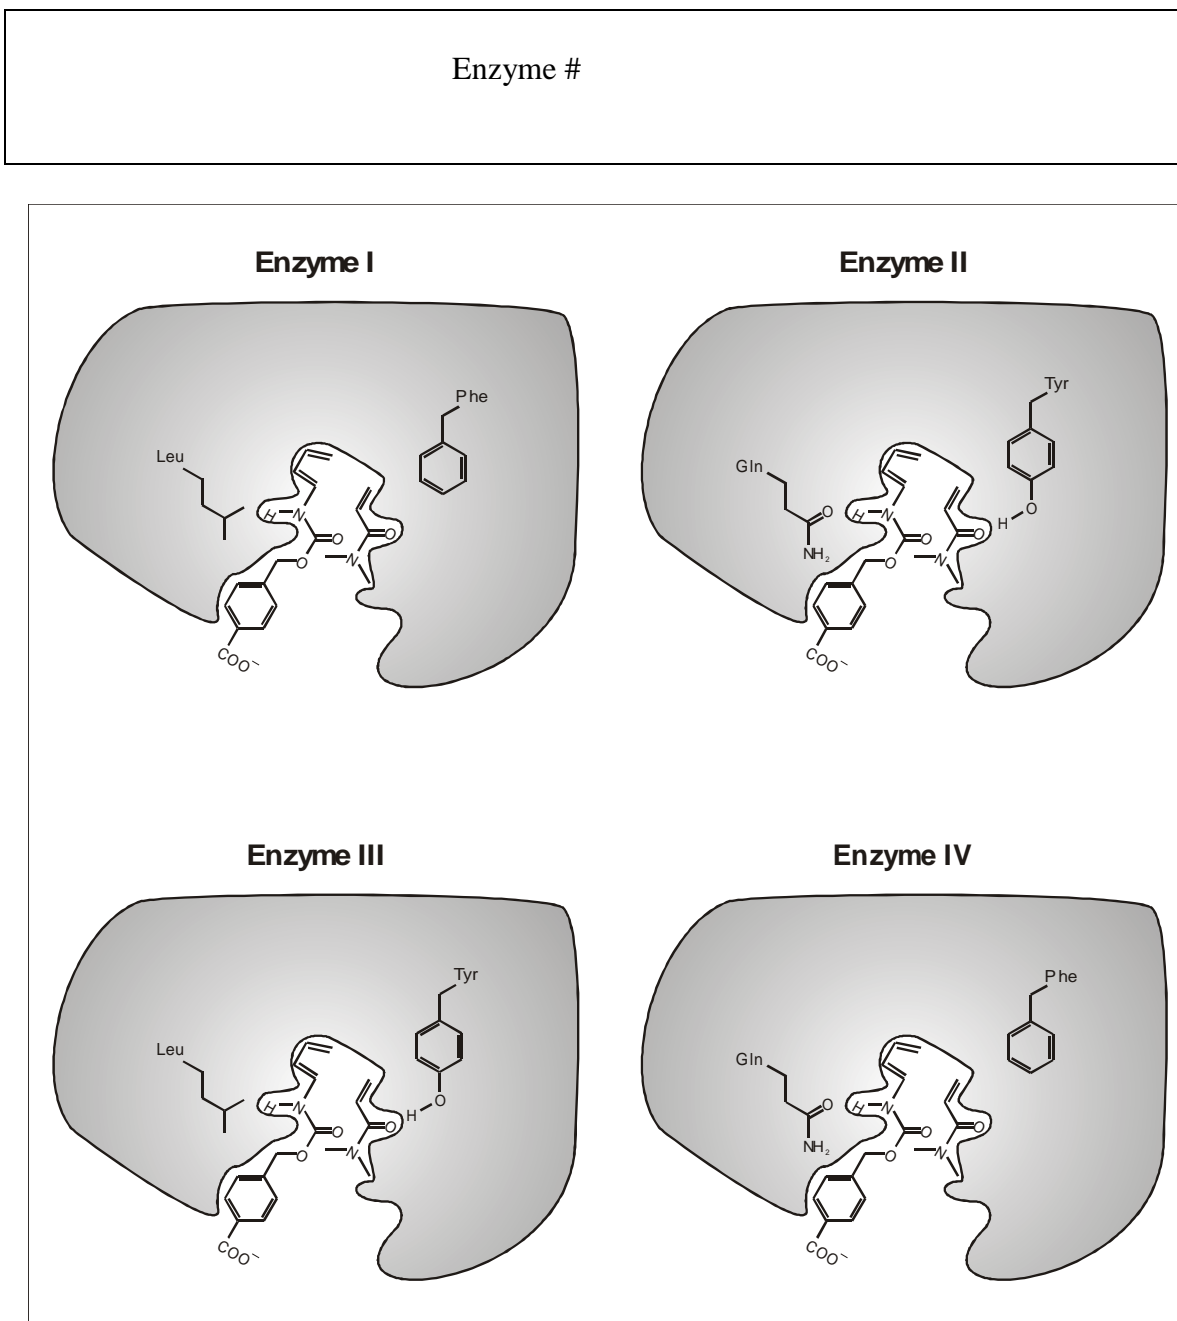 Enzyme #
Enzyme I
Enzyme II
Phe
Leu
H
N
O
O
O
N
COO⁻
Tyr
Gln
O
NH₂
O
H
H
N
O
O
O
N
COO⁻
Enzyme III
Enzyme IV
Tyr
Leu
O
H
H
N
O
O
O
N
COO⁻
Phe
Gln
O
NH₂
H
N
O
O
O
N
COO⁻